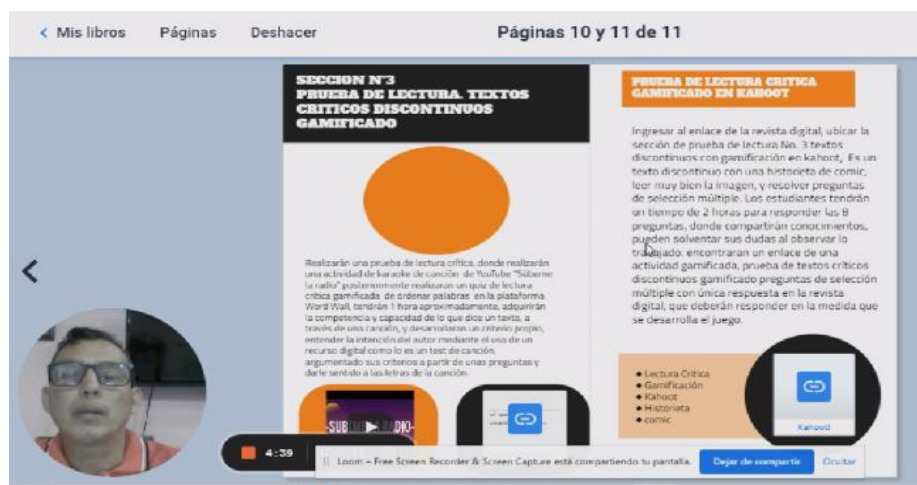 Mis libros
Páginas
Deshacer
Páginas 10 y 11 de 11
SECCION N°3
PRUEBA DE LECTURA. TEXTOS
CRITICOS DISCONTINUOS
GAMIFICADO
Realizarán una prueba de lectura crítica, donde realizarán
una actividad de karaoke de canción de YouTube "Súbeme
la radio" posteriormente realizaran un quiz de lectura
crítica gamificada de ordenar palabras en la plataforma
Word Wall, tendrán 1 hora aproximadamente, adquirirán
la competencia y capacidad de lo que dice un texto, a
través de una canción, y desarrollaran un criterio propio,
entender la intención del autor mediante el uso de un
recurso digital como lo es un test de canción,
argumentado sus criterios a partir de unas preguntas y
darle sentido a las letras de la canción.
PRUEBA DE LECTURA CRITICA
GAMIFICADO EN KAHOOT
Ingresar al enlace de la revista digital, ubicar la
sección de prueba de lectura No. 3 textos
discontinuos con gamificación en kahoot, Es un
texto discontinuo con una historieta de comic,
leer muy bien la imagen, y resolver preguntas
de selección múltiple. Los estudiantes tendrán
un tiempo de 2 horas para responder las 8
preguntas, donde compartirán conocimientos,
pueden solventar sus dudas al observar lo
trabajado. encontraran un enlace de una
actividad gamificada, prueba de textos críticos
discontinuos gamificado preguntas de selección
múltiple con única respuesta en la revista
digital, que deberán responder en la medida que
se desarrolla el juego.
• Lectura Critica
• Gamificación
• Kahoot
• Historieta
• comic
Kahoot!
4:39
Loom – Free Screen Recorder & Screen Capture está compartiendo tu pantalla.
Dejar de compartir
Ocultar